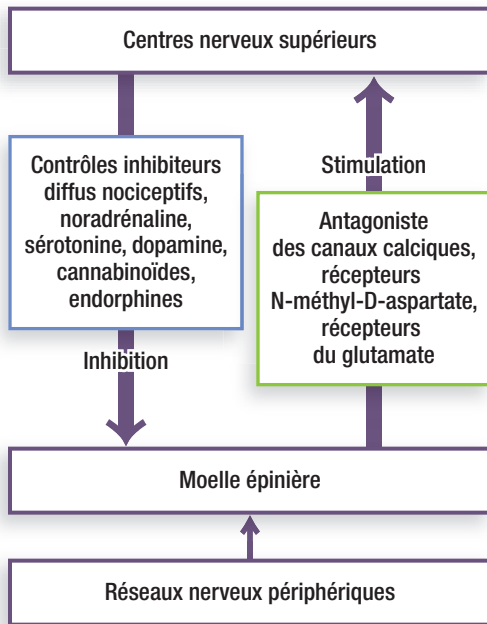 Centres nerveux supérieurs
Contrôles inhibiteurs
diffus nociceptifs,
noradrénaline,
sérotonine, dopamine,
cannabinoïdes,
endorphines
Inhibition
Stimulation
Antagoniste
des canaux calciques,
récepteurs
N-méthyl-D-aspartate,
récepteurs
du glutamate
Moelle épinière
Réseaux nerveux périphériques